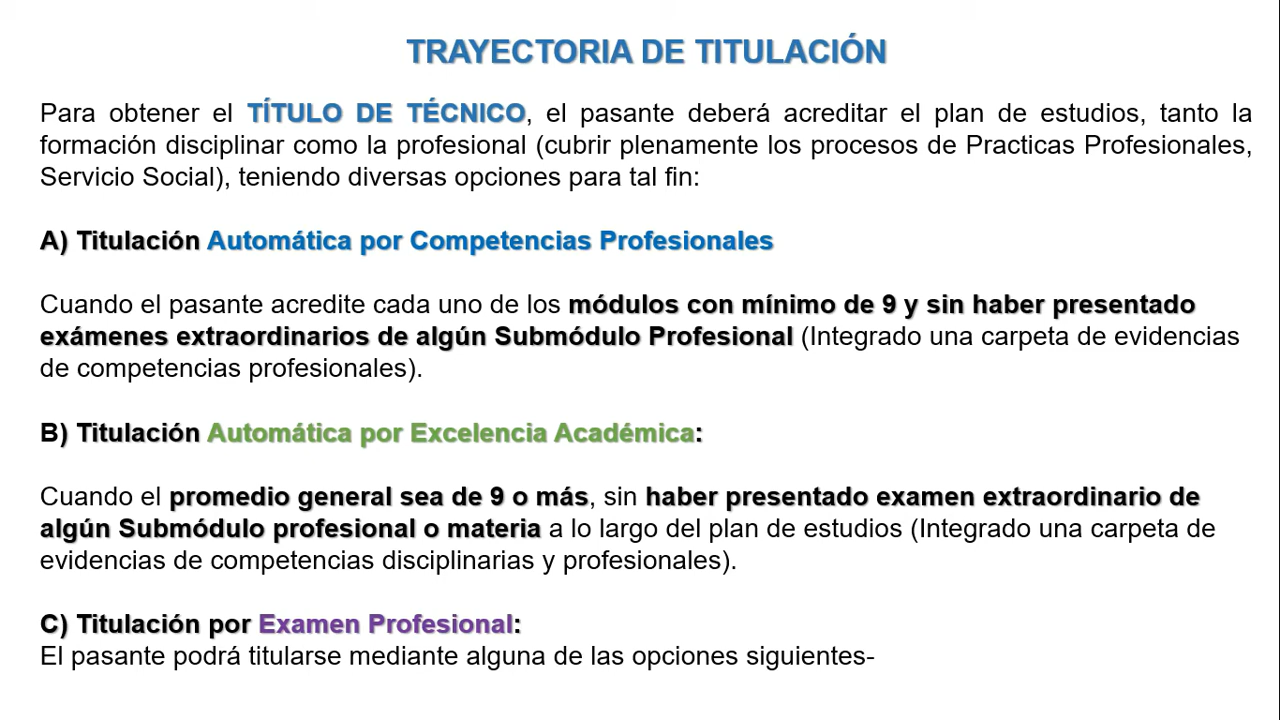 TRAYECTORIA DE TITULACIÓN
Para obtener el TÍTULO DE TÉCNICO, el pasante deberá acreditar el plan de estudios, tanto la
formación disciplinar como la profesional (cubrir plenamente los procesos de Practicas Profesionales,
Servicio Social), teniendo diversas opciones para tal fin:
A) Titulación Automática por Competencias Profesionales
Cuando el pasante acredite cada uno de los módulos con mínimo de 9 y sin haber presentado
exámenes extraordinarios de algún Submódulo Profesional (Integrado una carpeta de evidencias
de competencias profesionales).
B) Titulación Automática por Excelencia Académica:
Cuando el promedio general sea de 9 o más, sin haber presentado examen extraordinario de
algún Submódulo profesional o materia a lo largo del plan de estudios (Integrado una carpeta de
evidencias de competencias disciplinarias y profesionales).
C) Titulación por Examen Profesional:
El pasante podrá titularse mediante alguna de las opciones siguientes-